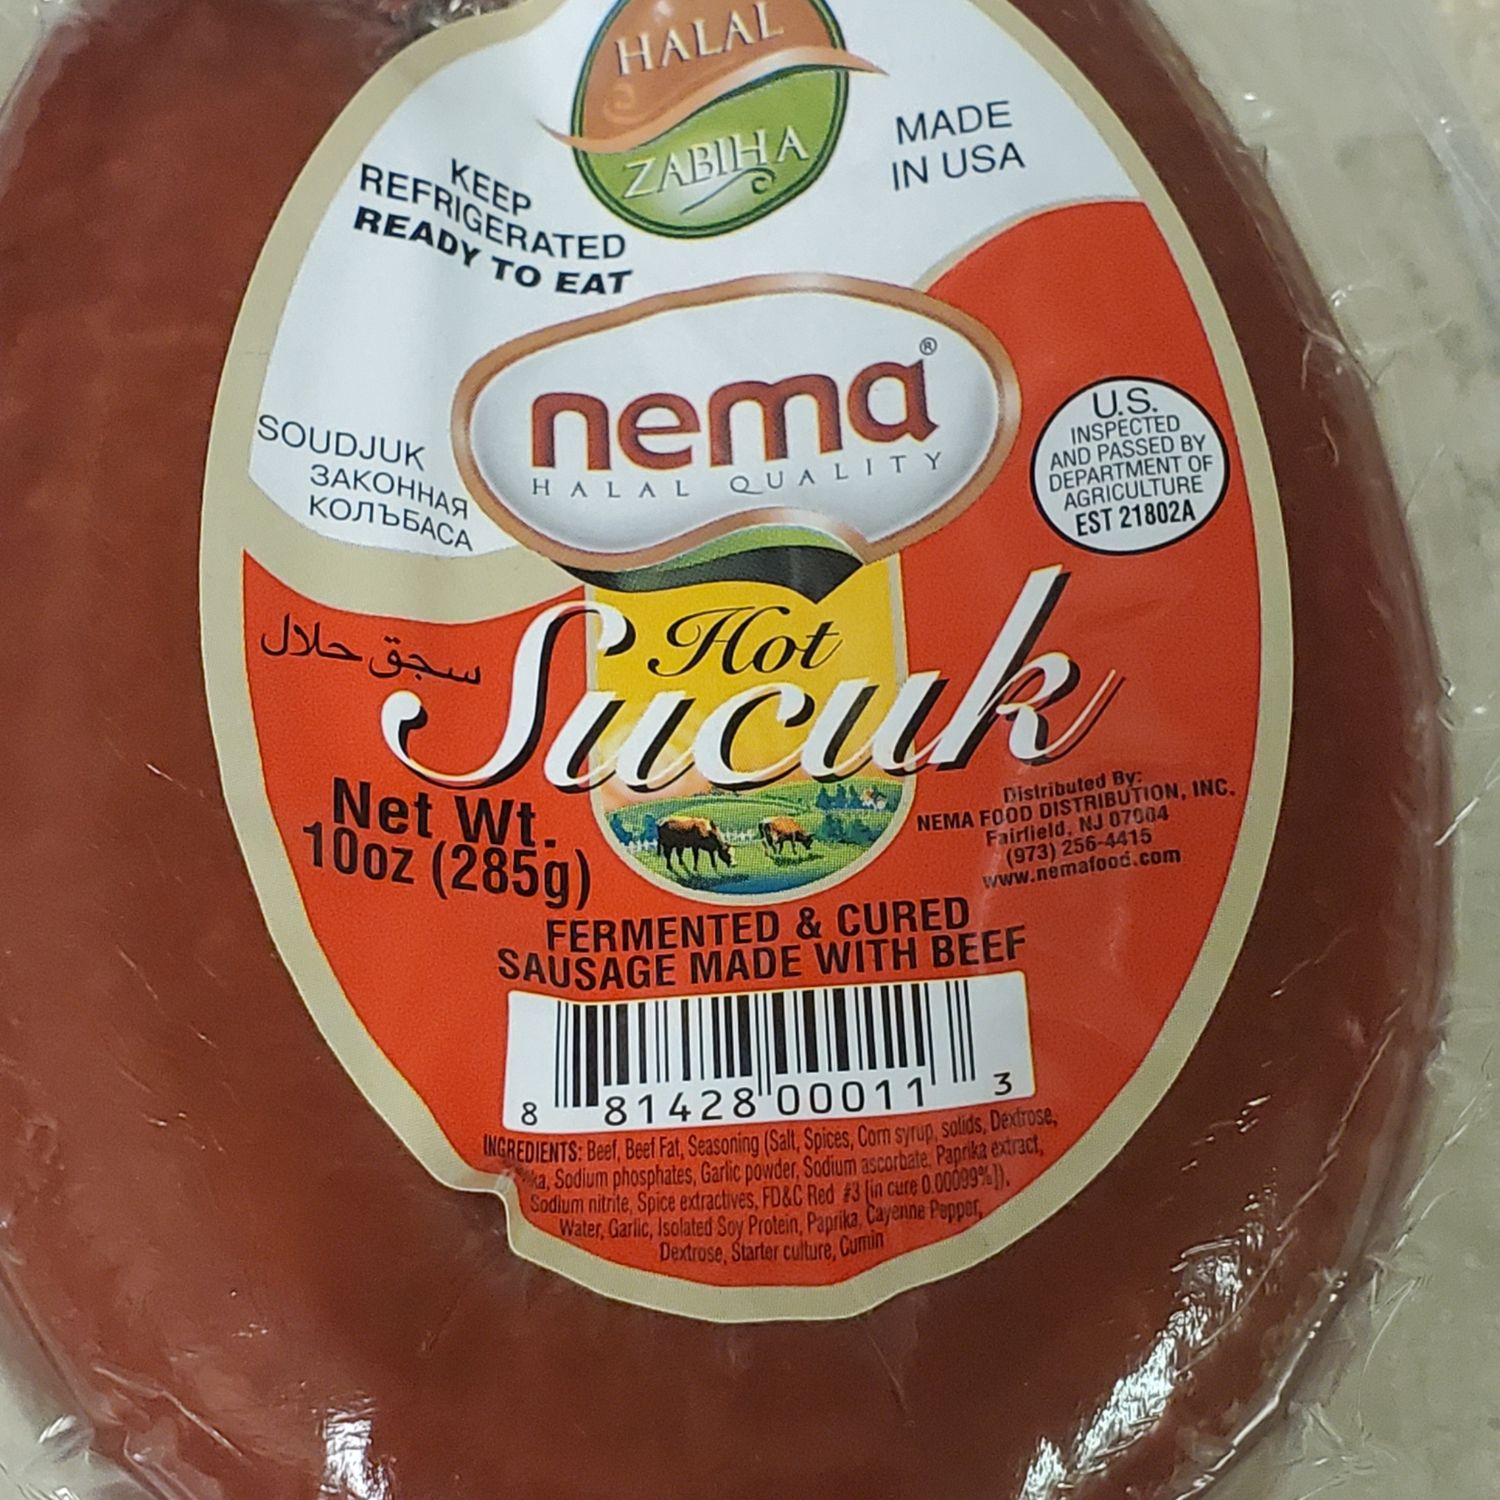 HALAL
ZABIHA
MADE
IN USA
KEEP
REFRIGERATED
READY TO EAT
nema®
HALAL QUALITY
SOUDJUK
ЗАКОННАЯ
КОЛЪБАСА
U.S.
INSPECTED
AND PASSED BY
DEPARTMENT OF
AGRICULTURE
EST 21802A
سجق حلال
Hot
Sucuk
Net Wt.
10oz (285g)
Distributed By:
NEMA FOOD DISTRIBUTION, INC.
Fairfield, NJ 07004
(973) 256-4415
www.nemafood.com
FERMENTED & CURED
SAUSAGE MADE WITH BEEF
8 81428 00011 3
INGREDIENTS: Beef, Beef Fat, Seasoning (Salt, Spices, Corn syrup, solids, Dextrose,
Sodium phosphates, Garlic powder, Sodium ascorbate, Paprika extract,
Sodium nitrite, Spice extractives, FD&C Red #3 [in cure 0.00099%]),
Water, Garlic, Isolated Soy Protein, Paprika, Cayenne Pepper,
Dextrose, Starter culture, Cumin